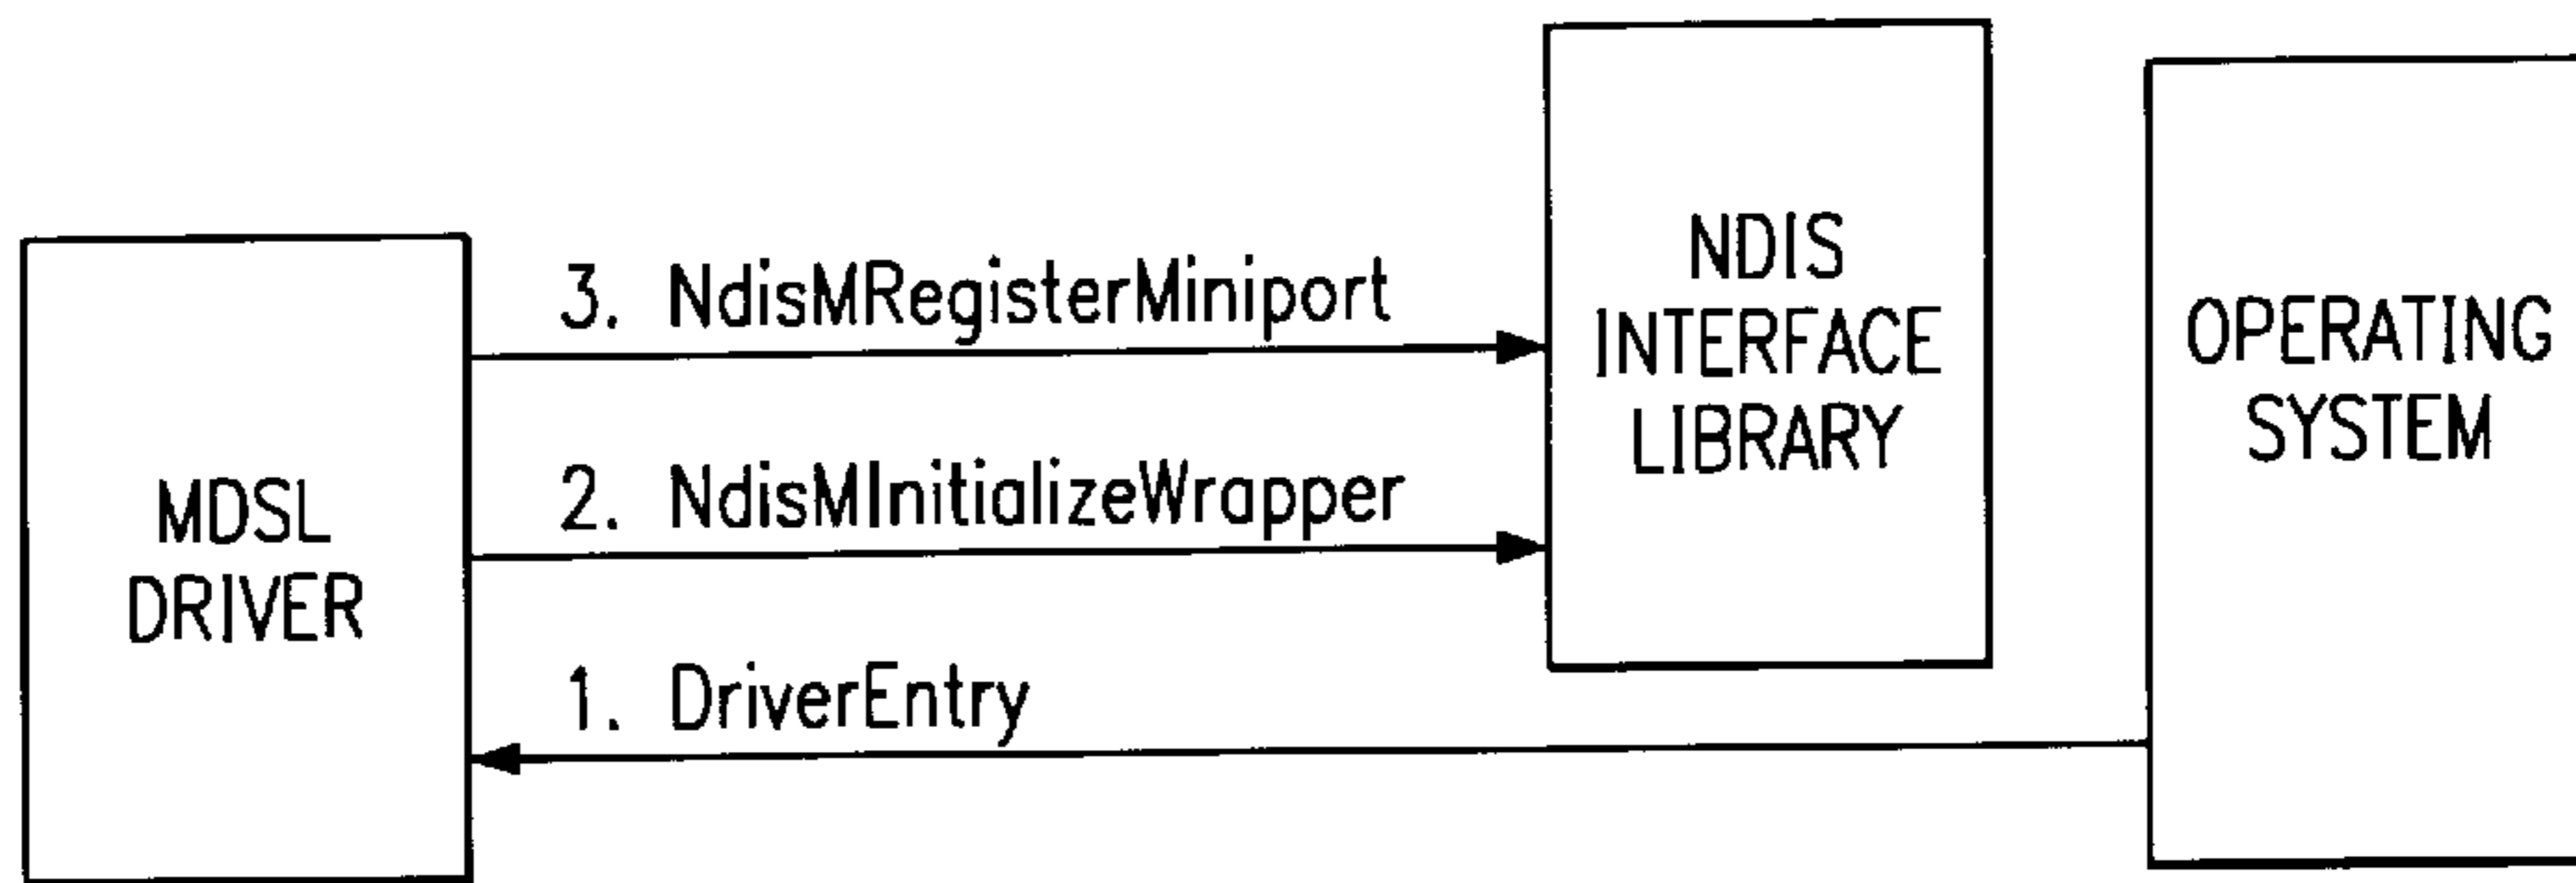 MDSL
DRIVER
3. NdisMRegisterMiniport
2. NdisMInitializeWrapper
1. DriverEntry
NDIS
INTERFACE
LIBRARY
OPERATING
SYSTEM